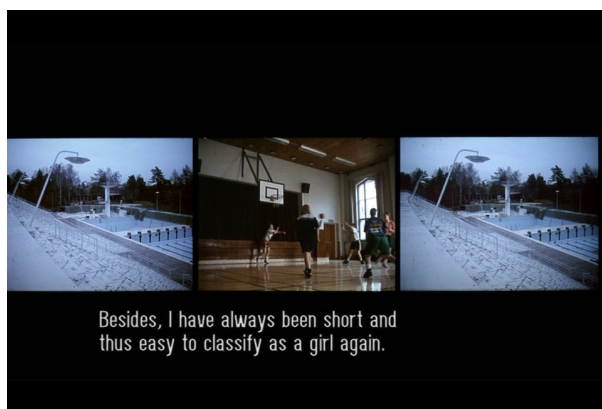 Besides, I have always been short and
thus easy to classify as a girl again.